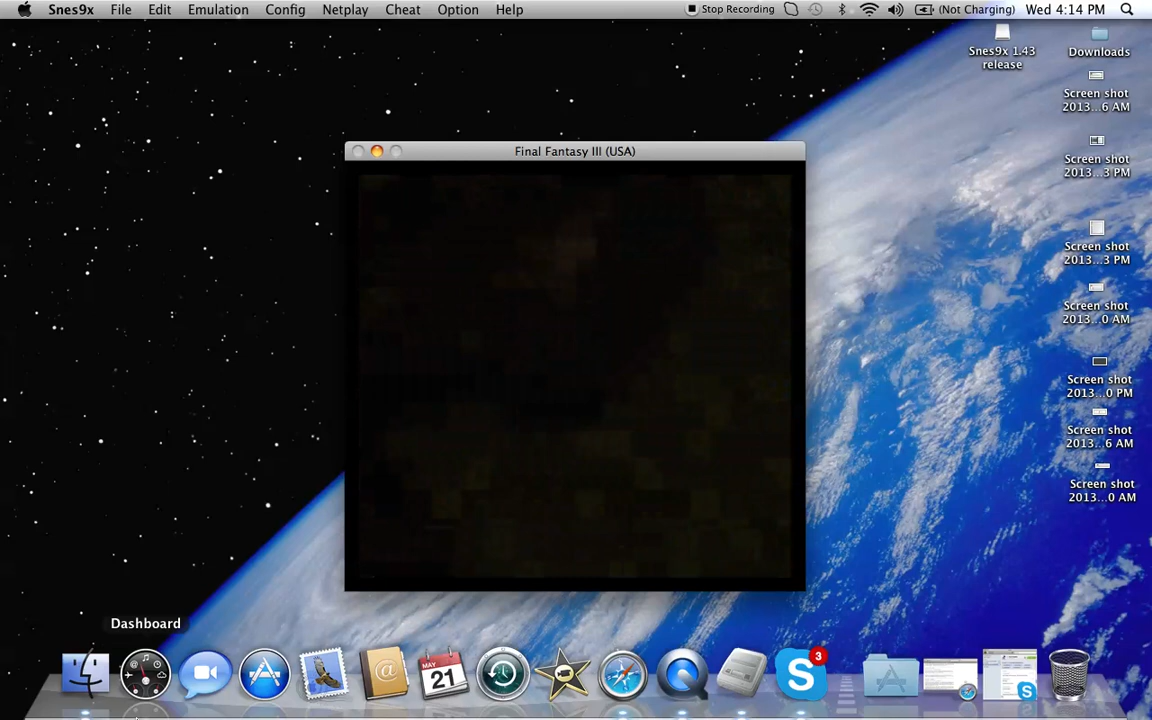 Snes9x File Edit Emulation Config Netplay Cheat Option Help Stop Recording (Not Charging) Wed 4:14 PM
Snes9x 1.43
release
Downloads
Screen shot
2013...6 AM
Screen shot
2013...3 PM
Final Fantasy III (USA)
Screen shot
2013...3 PM
Screen shot
2013...0 AM
Screen shot
2013...0 PM
Screen shot
2013...6 AM
Screen shot
2013...0 AM
Dashboard
MAY
21
3